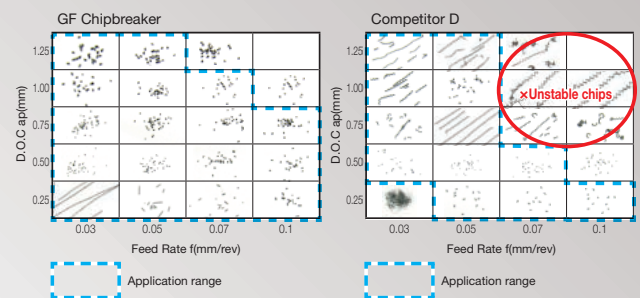 GF Chipbreaker
D.O.C ap(mm)
1.25
1.00
0.75
0.50
0.25
0.03 0.05 0.07 0.1
Feed Rate f(mm/rev)
Application range
Competitor D
D.O.C ap(mm)
1.25
1.00
0.75
0.50
0.25
×Unstable chips
0.03 0.05 0.07 0.1
Feed Rate f(mm/rev)
Application range